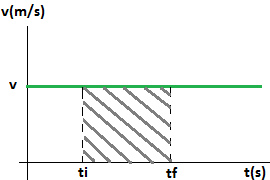 v(m/s)
v
ti tf t(s)